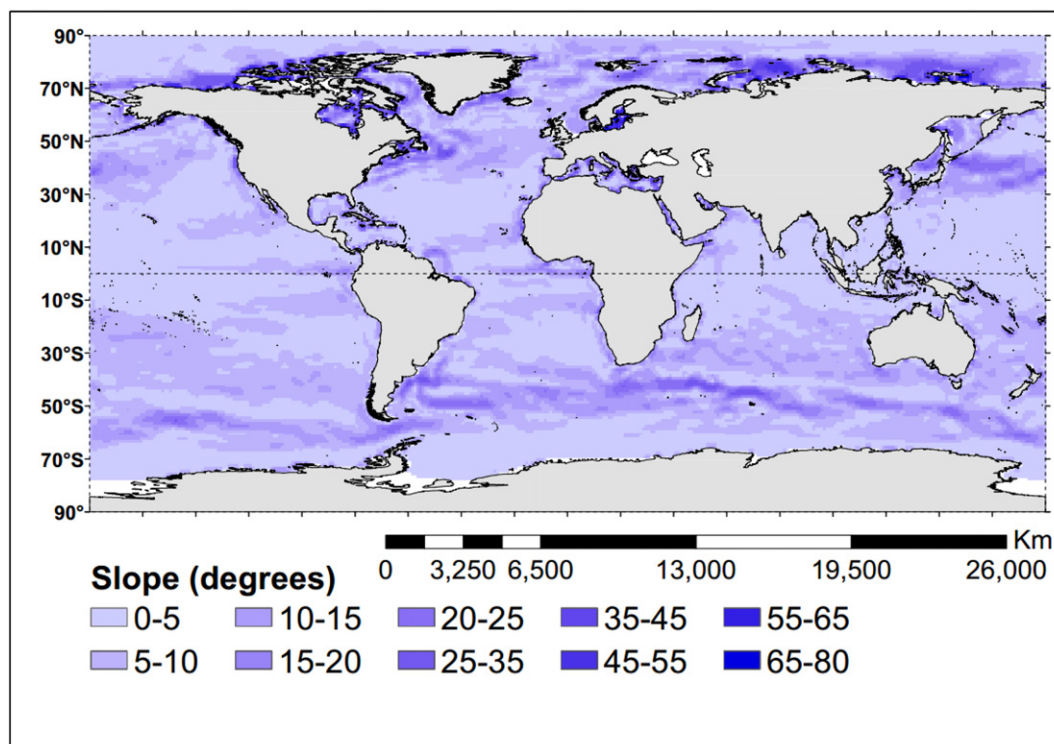 90°
70°N
50°N
30°N
10°N
10°S
30°S
50°S
70°S
90°
Km
0 3,250 6,500 13,000 19,500 26,000
Slope (degrees)
0-5 10-15 20-25 35-45 55-65
5-10 15-20 25-35 45-55 65-80